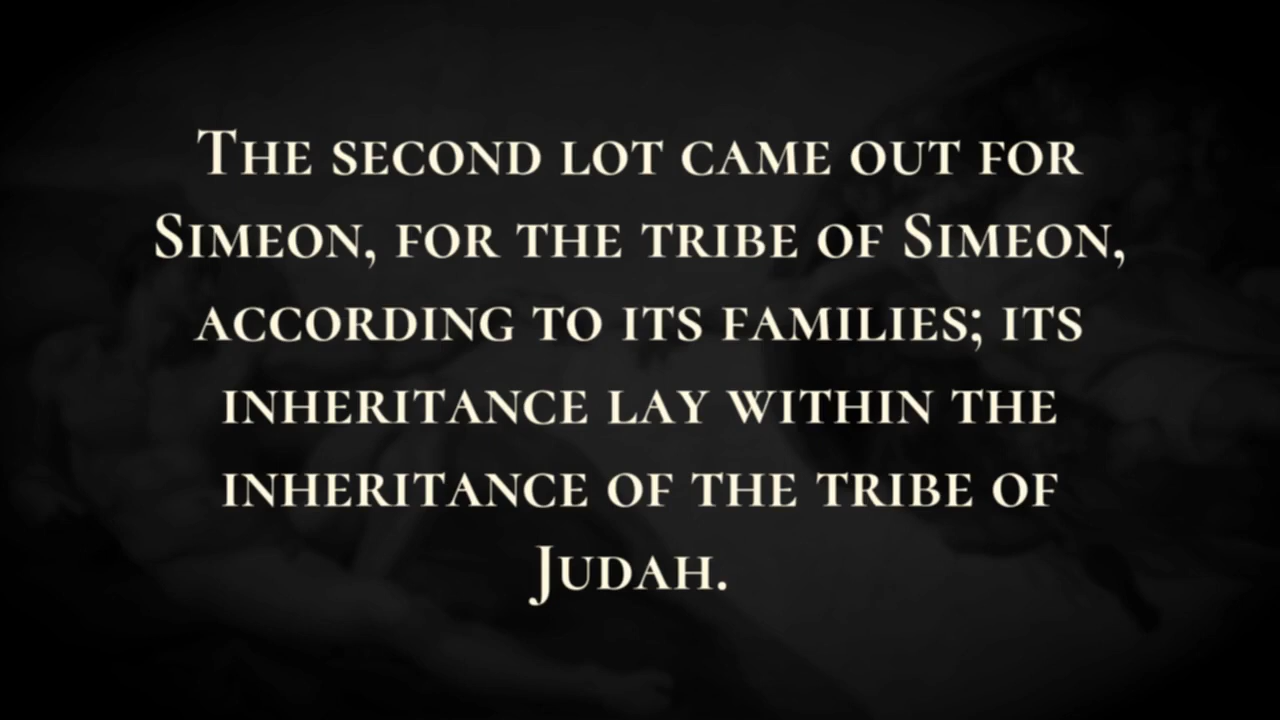 The second lot came out for
Simeon, for the tribe of Simeon,
according to its families; its
inheritance lay within the
inheritance of the tribe of
Judah.